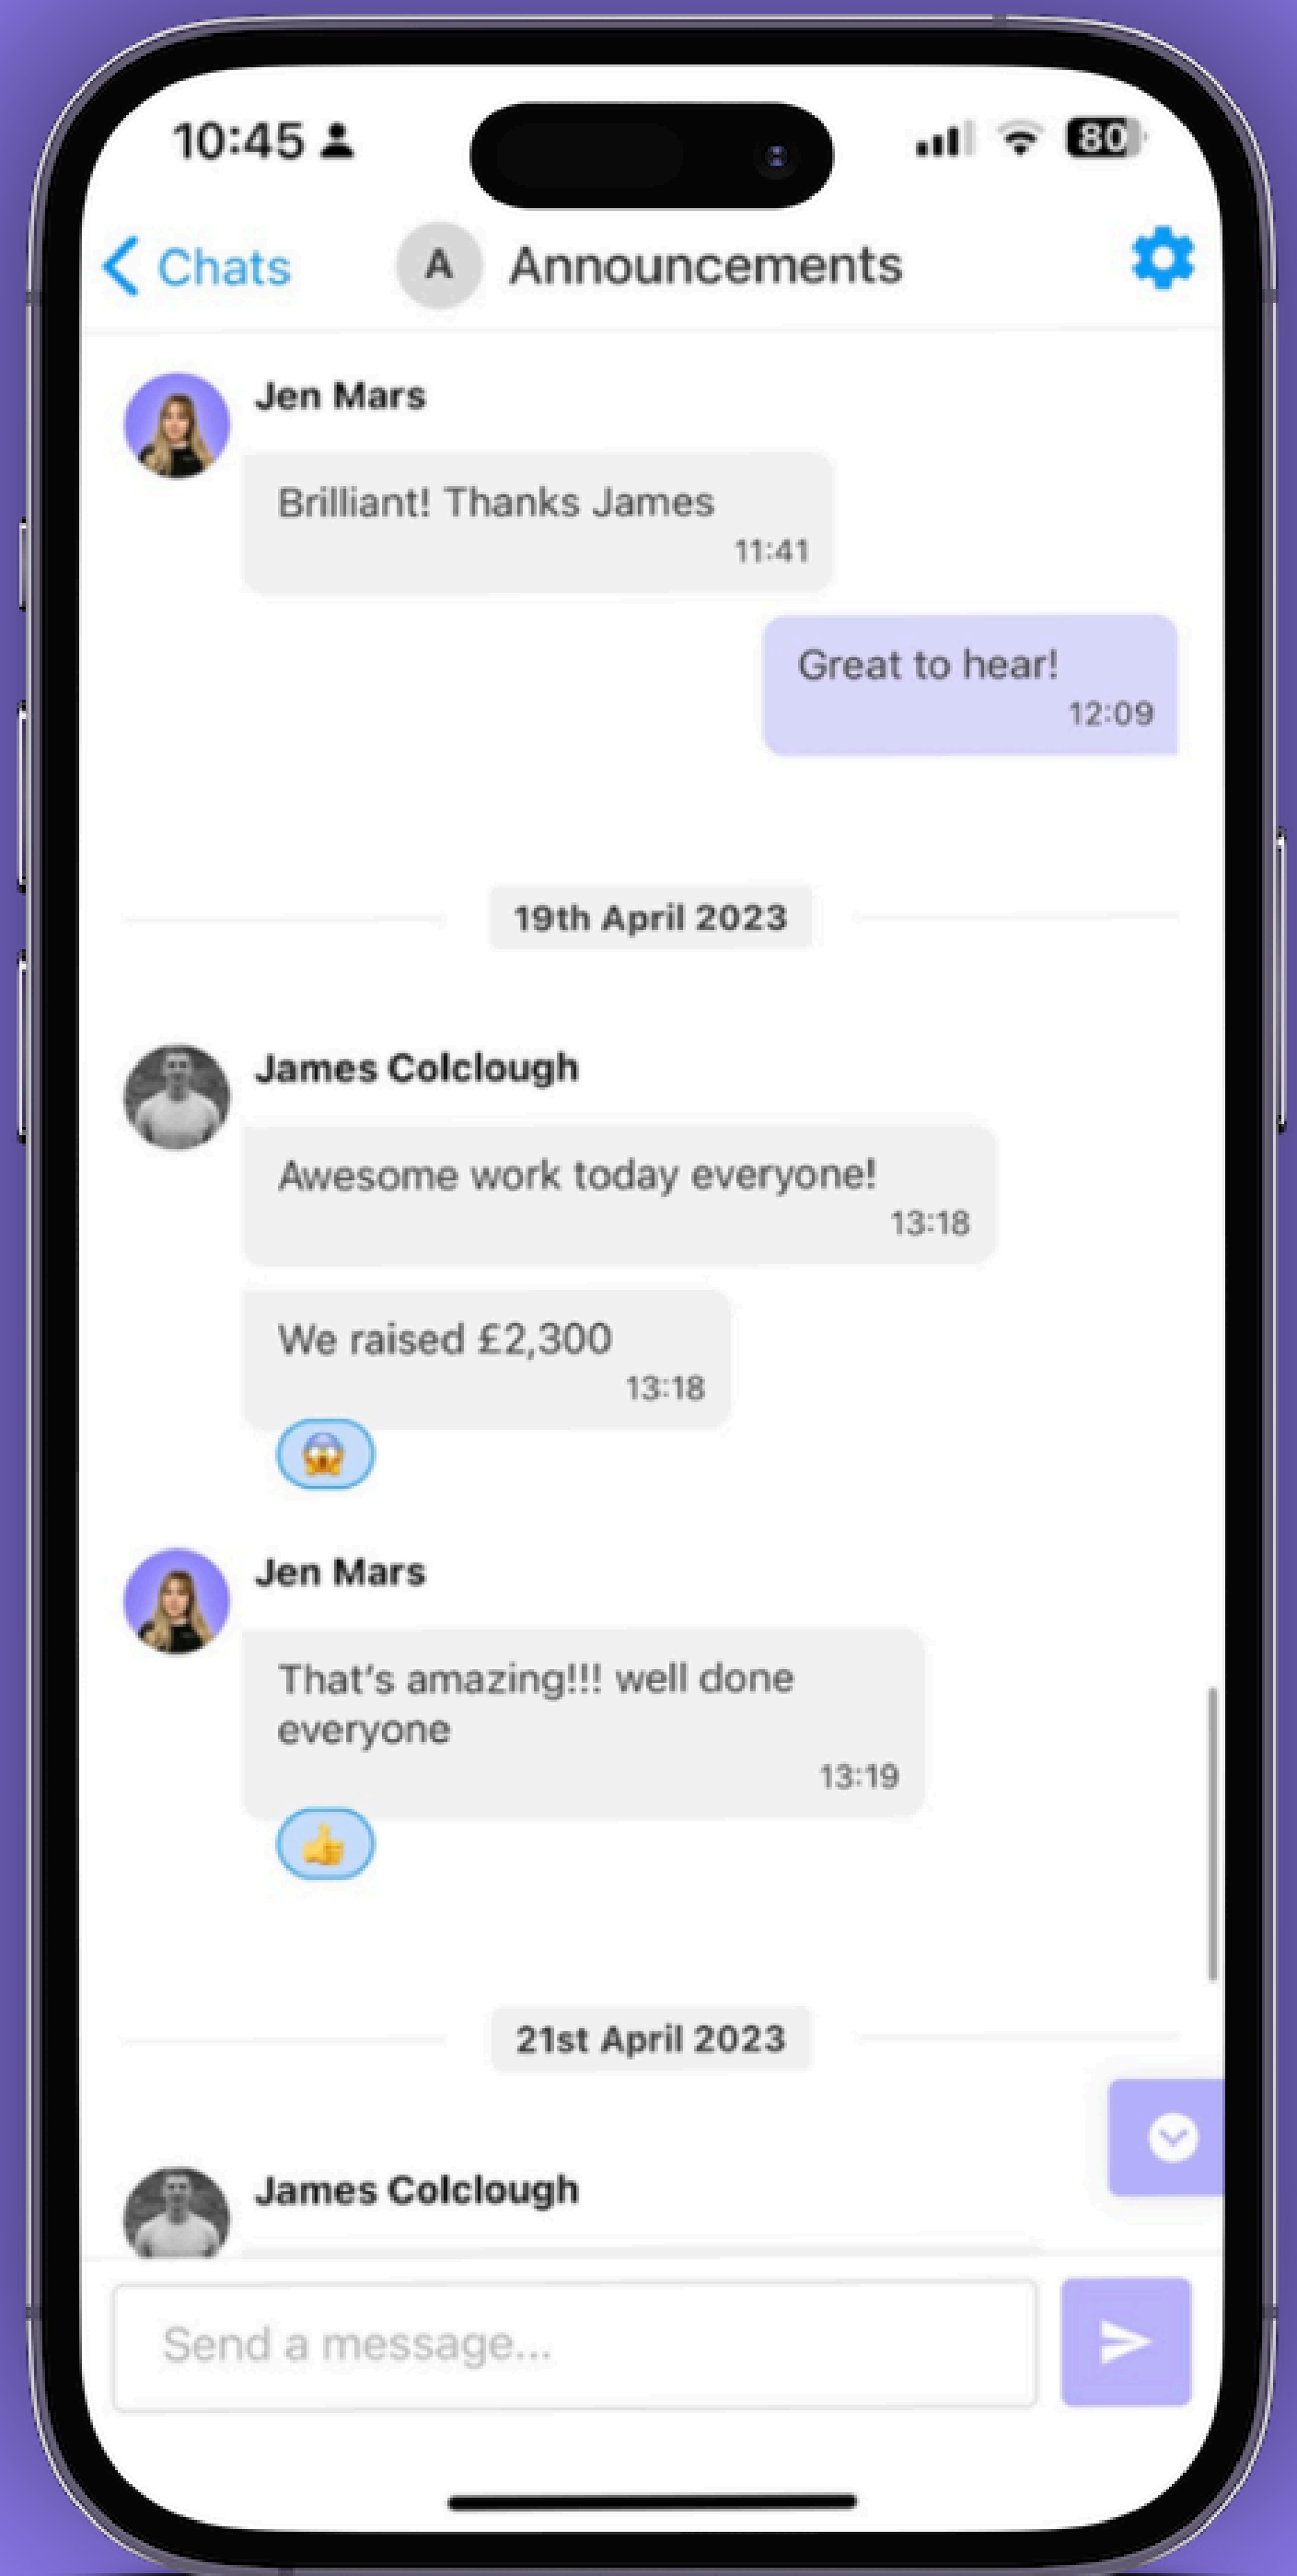 10:45
80
Chats
A
Announcements
Jen Mars
Brilliant! Thanks James
11:41
Great to hear!
12:09
19th April 2023
James Colclough
Awesome work today everyone!
13:18
We raised £2,300
13:18
😱
Jen Mars
That's amazing!!! well done
everyone
13:19
👍
21st April 2023
James Colclough
Send a message...